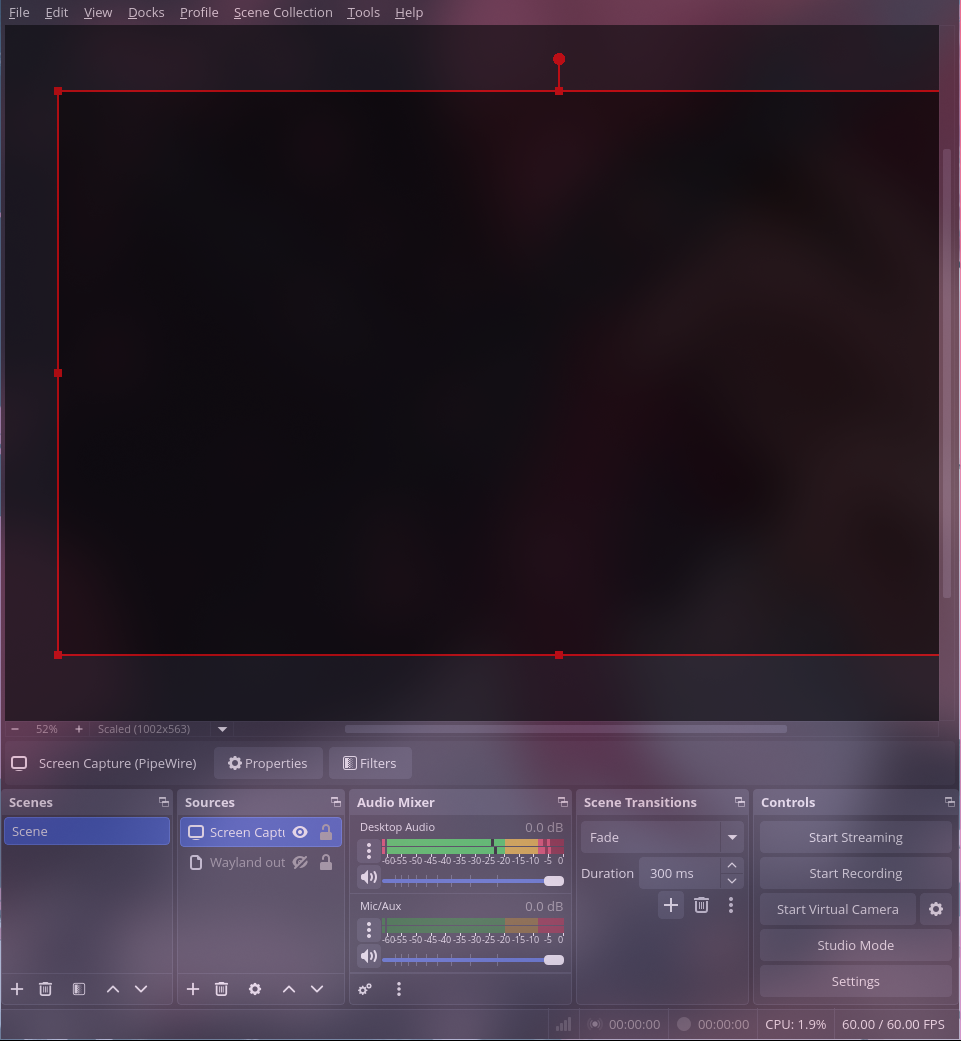 File Edit View Docks Profile Scene Collection Tools Help
52% Scaled (1002x563)
Screen Capture (PipeWire) Properties Filters
Scenes
Scene
Sources
Screen Captu
Wayland out
Audio Mixer
Desktop Audio 0.0 dB
-60 -55 -50 -45 -40 -35 -30 -25 -20 -15 -10 -5 0
Mic/Aux 0.0 dB
-60 -55 -50 -45 -40 -35 -30 -25 -20 -15 -10 -5 0
Scene Transitions
Fade
Duration 300 ms
Controls
Start Streaming
Start Recording
Start Virtual Camera
Studio Mode
Settings
00:00:00 00:00:00 CPU: 1.9% 60.00 / 60.00 FPS